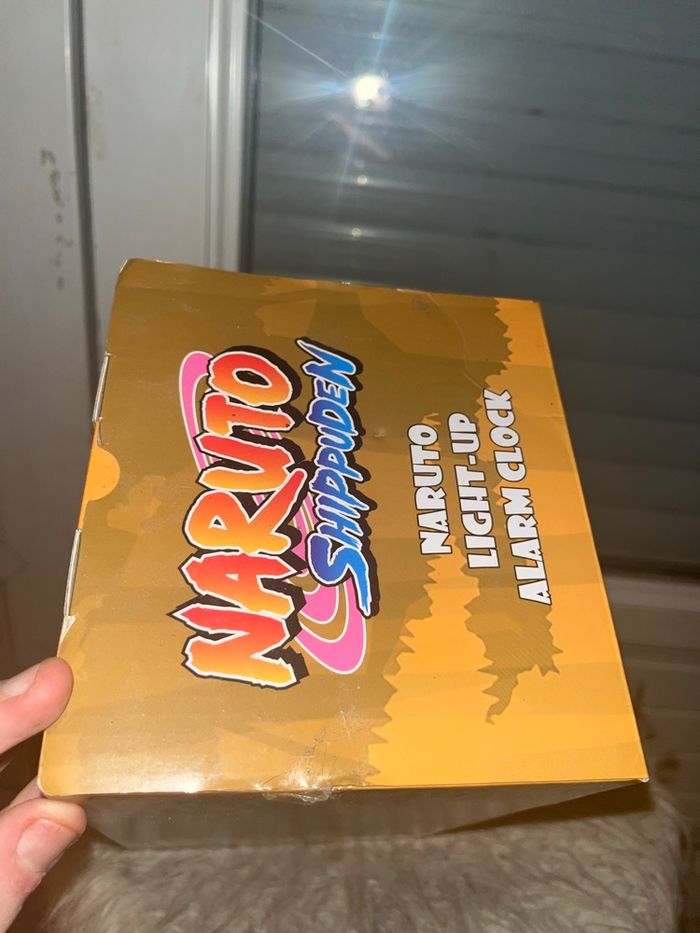 NARUTO
SHIPPUDEN
NARUTO
LIGHT-UP
ALARM CLOCK